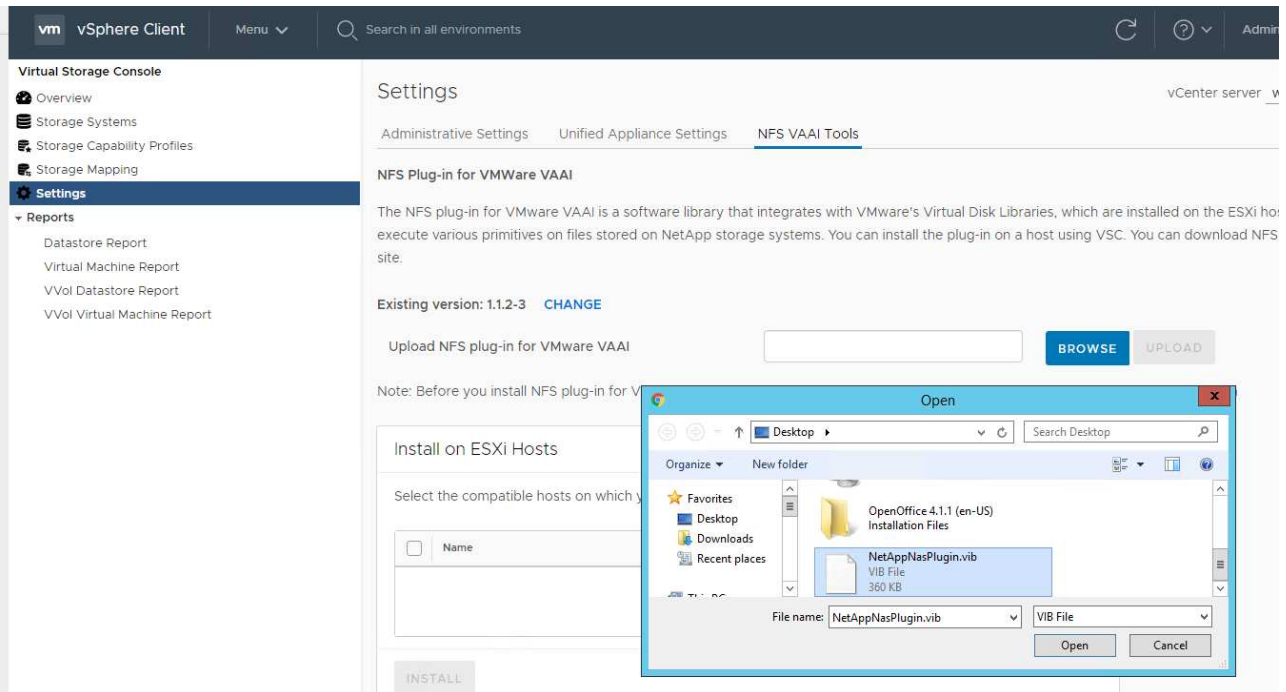 vm vSphere Client Menu Search in all environments
Virtual Storage Console
Overview
Storage Systems
Storage Capability Profiles
Storage Mapping
Settings
Reports
Datastore Report
Virtual Machine Report
VVol Datastore Report
VVol Virtual Machine Report
Settings
vCenter server
Administrative Settings Unified Appliance Settings NFS VAAI Tools
NFS Plug-in for VMWare VAAI
The NFS plug-in for VMware VAAI is a software library that integrates with VMware's Virtual Disk Libraries, which are installed on the ESXi
execute various primitives on files stored on NetApp storage systems. You can install the plug-in on a host using VSC. You can download NFS
site.
Existing version: 1.1.2-3 CHANGE
Upload NFS plug-in for VMware VAAI BROWSE UPLOAD
Note: Before you install NFS plug-in for
Install on ESXi Hosts
Select the compatible hosts on which
Name
INSTALL
Open
x
Desktop
Search Desktop
Organize New folder
Favorites
Desktop
Downloads
Recent places
OpenOffice 4.1.1 (en-US)
Installation Files
NetAppNasPlugin.vib
VIB File
360 KB
File name: NetAppNasPlugin.vib VIB File
Open Cancel